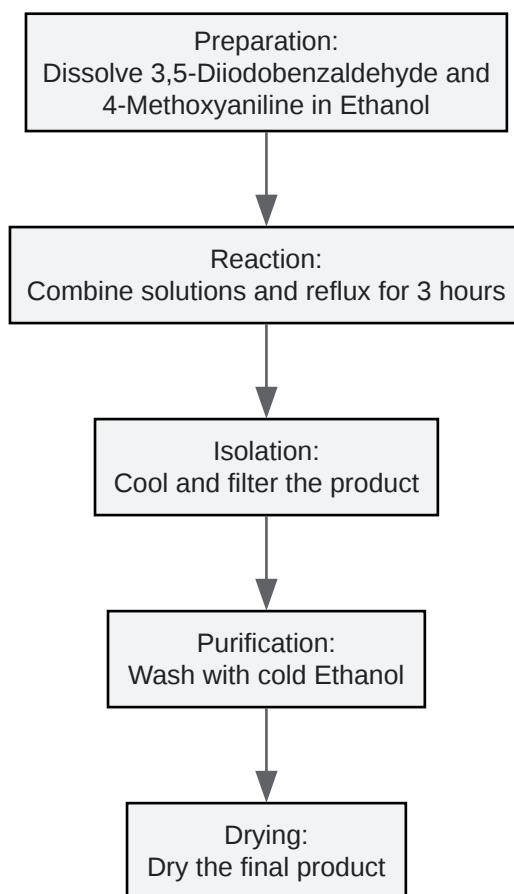 Preparation:
Dissolve 3,5-Diiodobenzaldehyde and
4-Methoxyaniline in Ethanol
Reaction:
Combine solutions and reflux for 3 hours
Isolation:
Cool and filter the product
Purification:
Wash with cold Ethanol
Drying:
Dry the final product